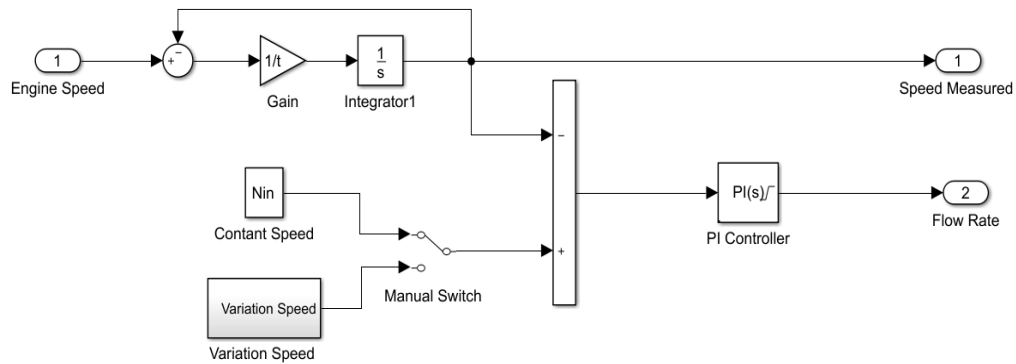 − +
1
Engine Speed
1/t
Gain
1
s
Integrator1
1
Speed Measured
−
Nin
Contant Speed
+
Manual Switch
Variation Speed
Variation Speed
PI(s)
PI Controller
2
Flow Rate